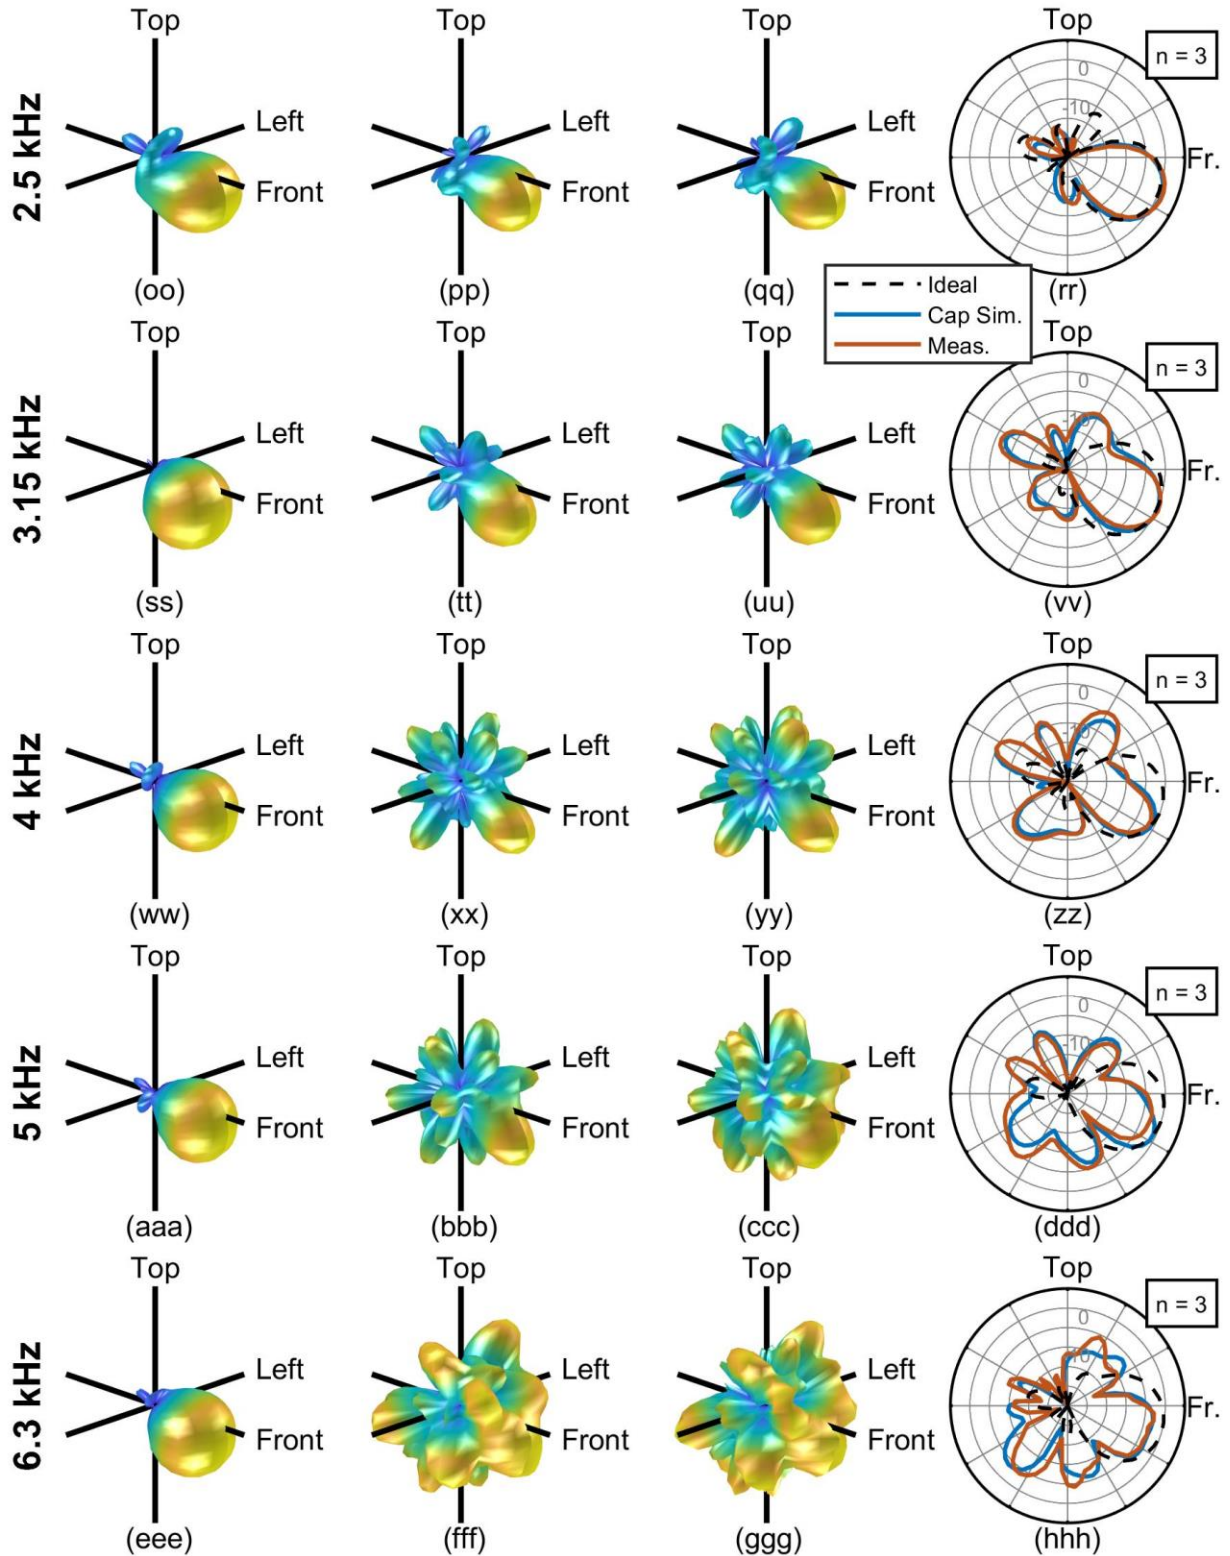 Top Top Top Top
n = 3
2.5 kHz
0
-10
Left Left Left
Fr.
Front Front Front
(oo) (pp) (qq) (rr)
Ideal
Cap Sim.
Meas.
Top Top Top Top
n = 3
3.15 kHz
0
Left Left Left
Fr.
Front Front Front
(ss) (tt) (uu) (vv)
Top Top Top Top
n = 3
4 kHz
0
Left Left Left
Fr.
Front Front Front
(ww) (xx) (yy) (zz)
Top Top Top Top
n = 3
5 kHz
0
-10
Left Left Left
Fr.
Front Front Front
(aaa) (bbb) (ccc) (ddd)
Top Top Top Top
n = 3
6.3 kHz
0
Left Left Left
Fr.
Front Front Front
(eee) (fff) (ggg) (hhh)